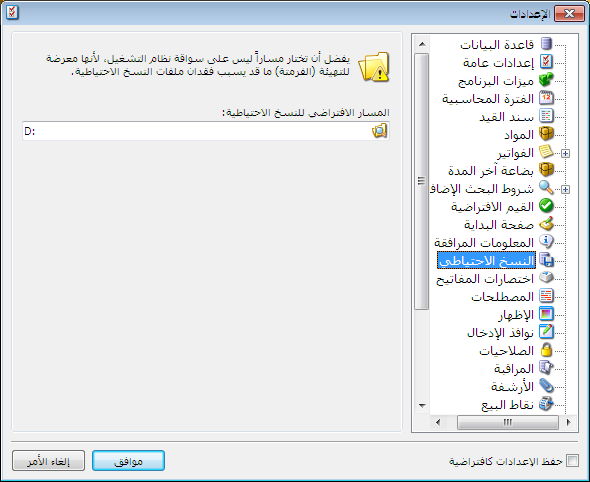 الإعدادات
قاعدة البيانات
إعدادات عامة
ميزات البرنامج
الفترة المحاسبية
سند القيد
المواد
الفواتير
بضاعة آخر المدة
شروط البحث الإضاف
القيم الافتراضية
صفحة البداية
المعلومات المرافقة
النسخ الاحتياطي
اختصارات المفاتيح
المصطلحات
الإظهار
نوافذ الإدخال
الصلاحيات
المراقبة
الأرشفة
نقاط البيع
يفضل أن تختار مساراً ليس على سواقة نظام التشغيل، لأنها معرضة
للتهيئة (الفرمتة) ما قد يسبب فقدان ملفات النسخ الاحتياطية.
المسار الافتراضي للنسخ الاحتياطية:
D:
حفظ الإعدادات كافتراضية
موافق
إلغاء الأمر